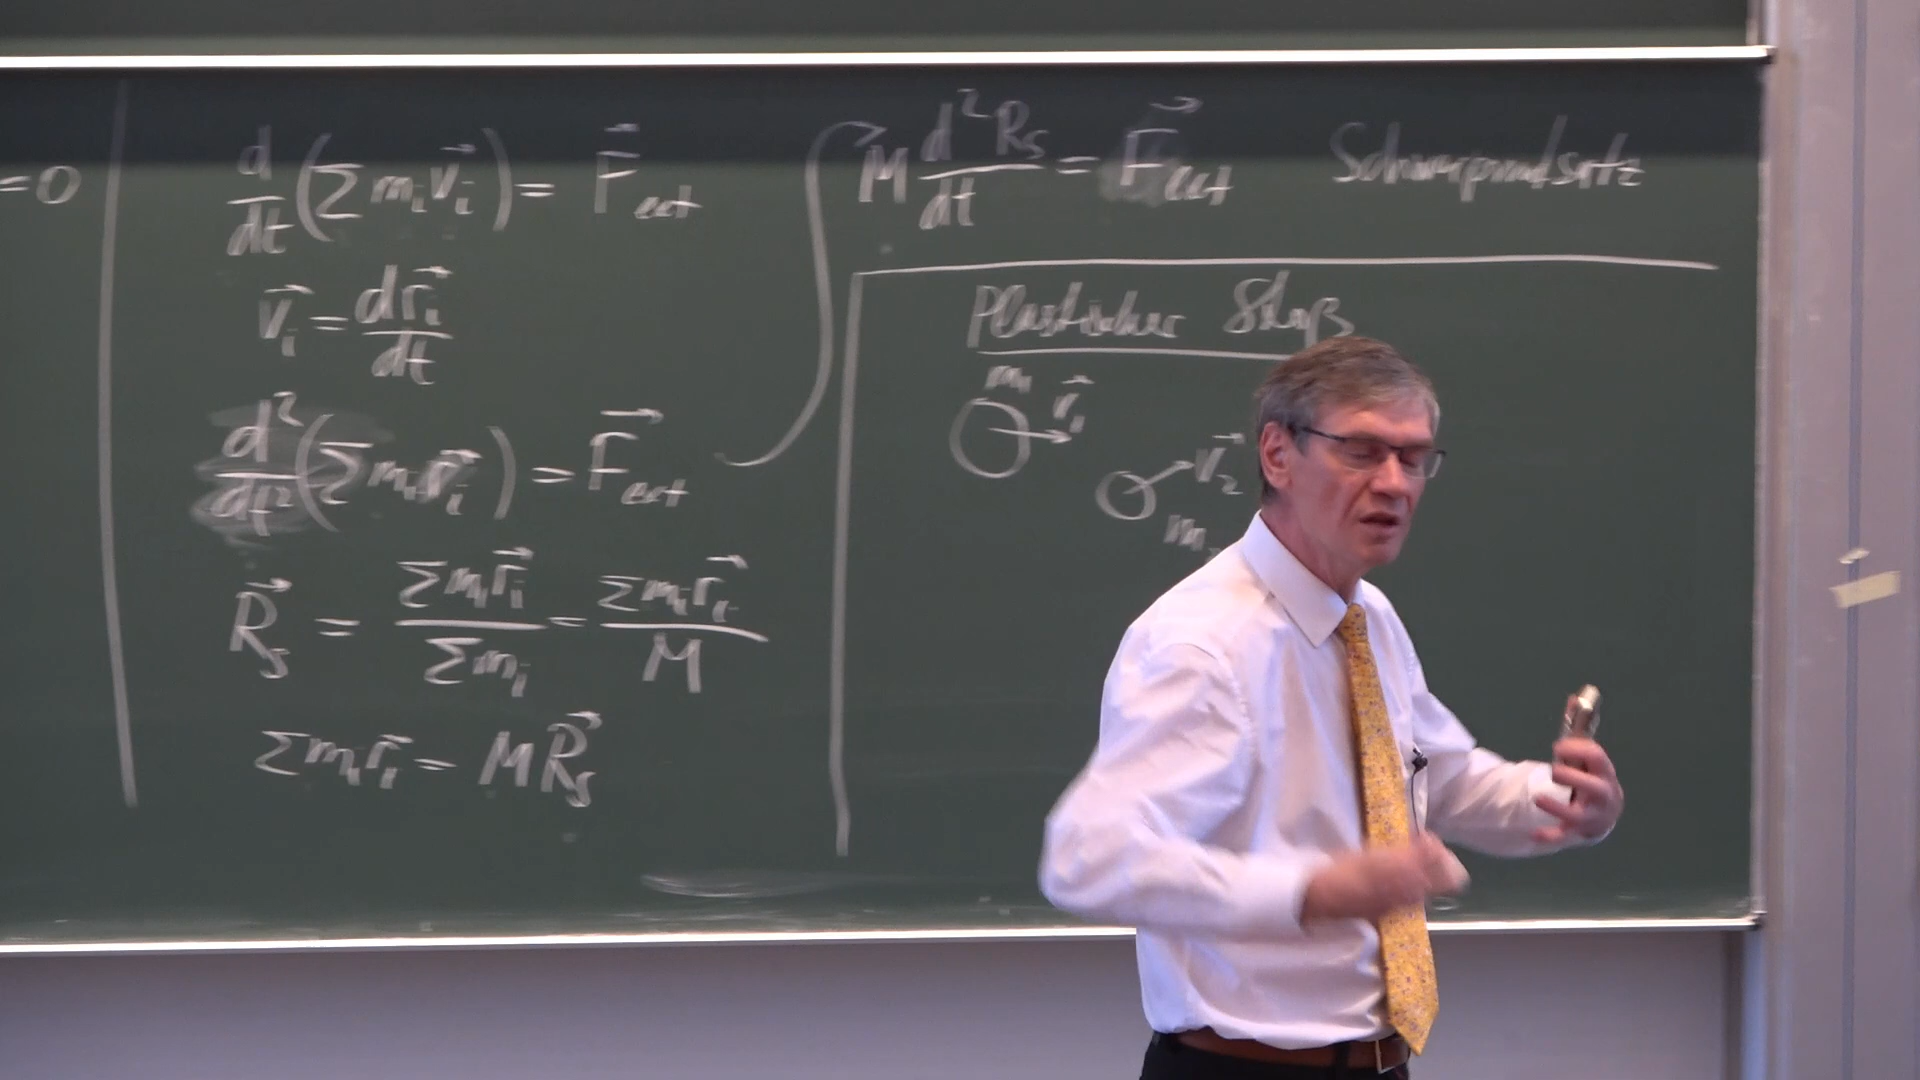 =0
d/dt (∑ mᵢ v⃗ᵢ) = F⃗ext
v⃗ᵢ = dr⃗ᵢ/dt
d²/dt² (∑ mᵢ r⃗ᵢ) = F⃗ext
R⃗s = ∑ mᵢ r⃗ᵢ / ∑ mᵢ = ∑ mᵢ r⃗ᵢ / M
∑ mᵢ r⃗ᵢ = M R⃗s
M d²Rs/dt = F⃗ext Schwerpunktsatz
Plastischer Stoß
m₁
v⃗₂